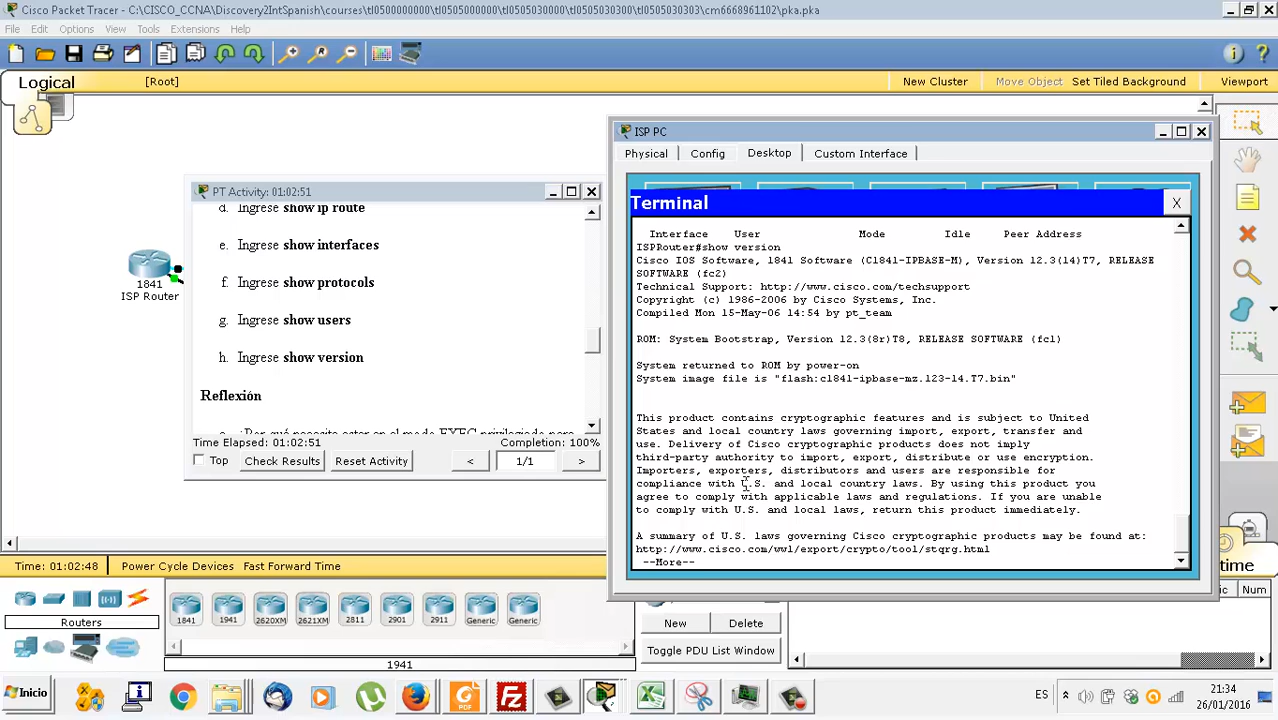 Cisco Packet Tracer - C:\CISCO_CCNA\Discovery2IntSpanish\courses\tl0500000000\tl0505000000\tl0505030000\tl0505030300\tl0505030303\cm6668961102\pka.pka
File Edit Options View Tools Extensions Help
Logical [Root] New Cluster Move Object Set Tiled Background Viewport
1841
ISP Router
PT Activity: 01:02:51
d. Ingrese show ip route
e. Ingrese show interfaces
f. Ingrese show protocols
g. Ingrese show users
h. Ingrese show version
Reflexión
a. ¿Por qué necesita estar en el modo EXEC privilegiado para
Time Elapsed: 01:02:51 Completion: 100%
Top Check Results Reset Activity < 1/1 >
ISP PC
Physical Config Desktop Custom Interface
Terminal X
Interface User Mode Idle Peer Address
ISPRouter#show version
Cisco IOS Software, 1841 Software (C1841-IPBASE-M), Version 12.3(14)T7, RELEASE
SOFTWARE (fc2)
Technical Support: http://www.cisco.com/techsupport
Copyright (c) 1986-2006 by Cisco Systems, Inc.
Compiled Mon 15-May-06 14:54 by pt_team
ROM: System Bootstrap, Version 12.3(8r)T8, RELEASE SOFTWARE (fc1)
System returned to ROM by power-on
System image file is "flash:c1841-ipbase-mz.123-14.T7.bin"
This product contains cryptographic features and is subject to United
States and local country laws governing import, export, transfer and
use. Delivery of Cisco cryptographic products does not imply
third-party authority to import, export, distribute or use encryption.
Importers, exporters, distributors and users are responsible for
compliance with U.S. and local country laws. By using this product you
agree to comply with applicable laws and regulations. If you are unable
to comply with U.S. and local laws, return this product immediately.
A summary of U.S. laws governing Cisco cryptographic products may be found at:
http://www.cisco.com/wwl/export/crypto/tool/stqrg.html
--More--
Time: 01:02:48 Power Cycle Devices Fast Forward Time
time
Num
Routers
1841 1941 2620XM 2621XM 2811 2901 2911 Generic Generic
1941
New Delete
Toggle PDU List Window
Inicio
ES
21:34
26/01/2016